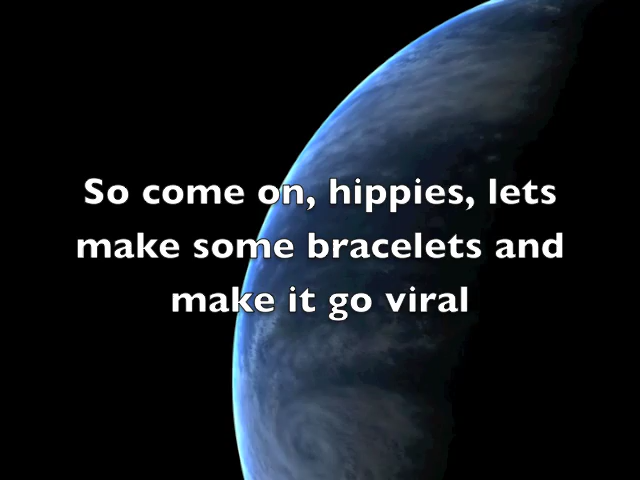 So come on, hippies, lets
make some bracelets and
make it go viral